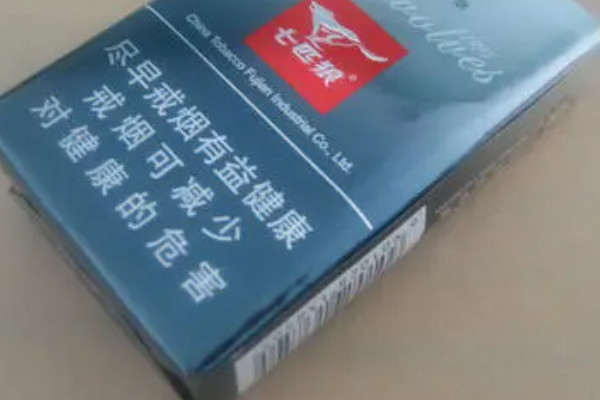 wolves
七匹狼
China Tobacco Fujian Industrial Co., Ltd.
尽早戒烟有益健康
戒烟可减少
对健康的危害